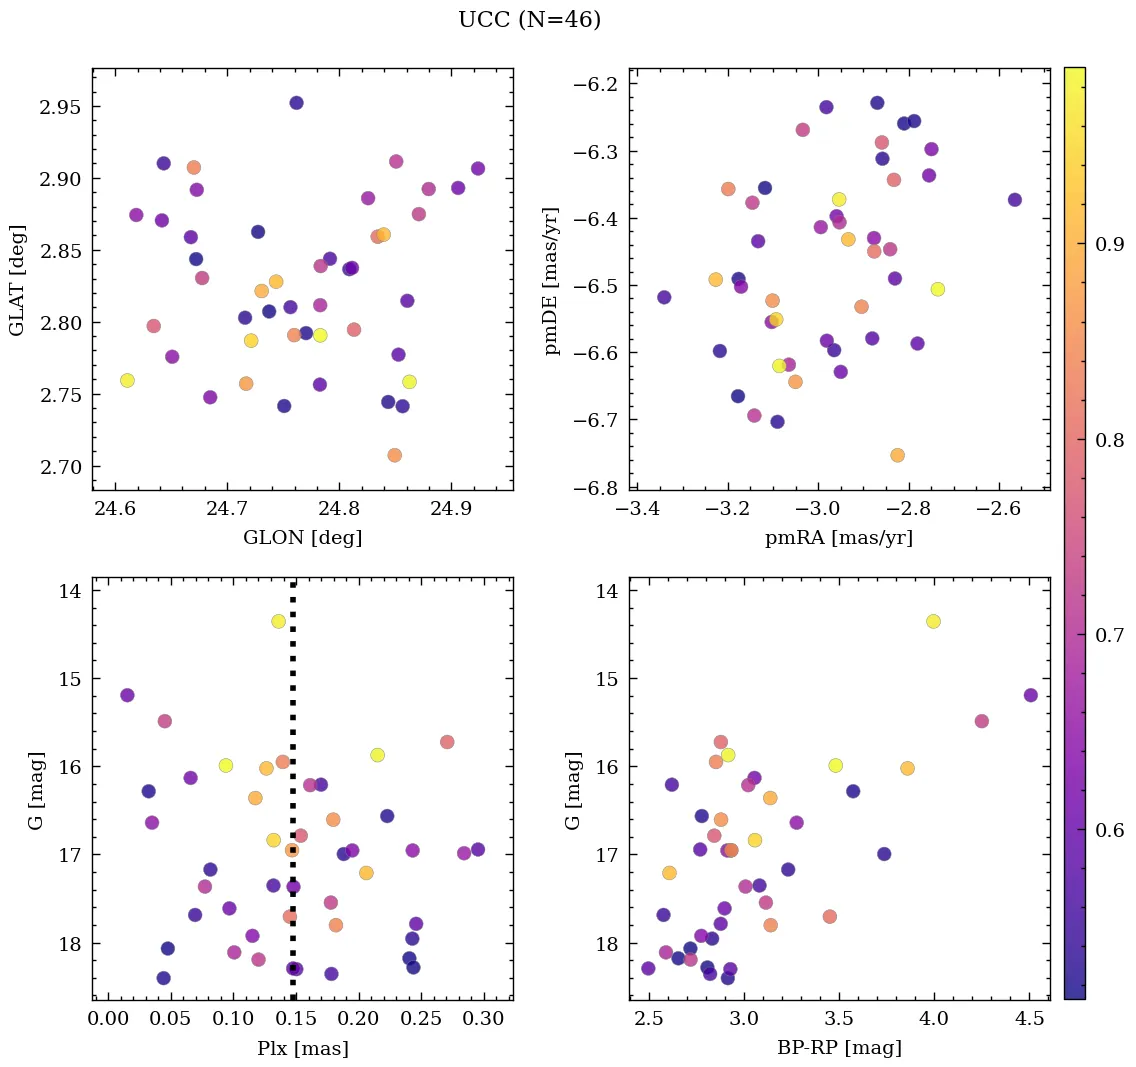 UCC (N=46)
2.95
2.90
2.85
2.80
2.75
2.70
GLAT [deg]
24.6 24.7 24.8 24.9
GLON [deg]
−6.2
−6.3
−6.4
−6.5
−6.6
−6.7
−6.8
pmDE [mas/yr]
−3.4 −3.2 −3.0 −2.8 −2.6
pmRA [mas/yr]
14
15
16
17
18
G [mag]
0.00 0.05 0.10 0.15 0.20 0.25 0.30
Plx [mas]
14
15
16
17
18
G [mag]
2.5 3.0 3.5 4.0 4.5
BP-RP [mag]
0.9
0.8
0.7
0.6